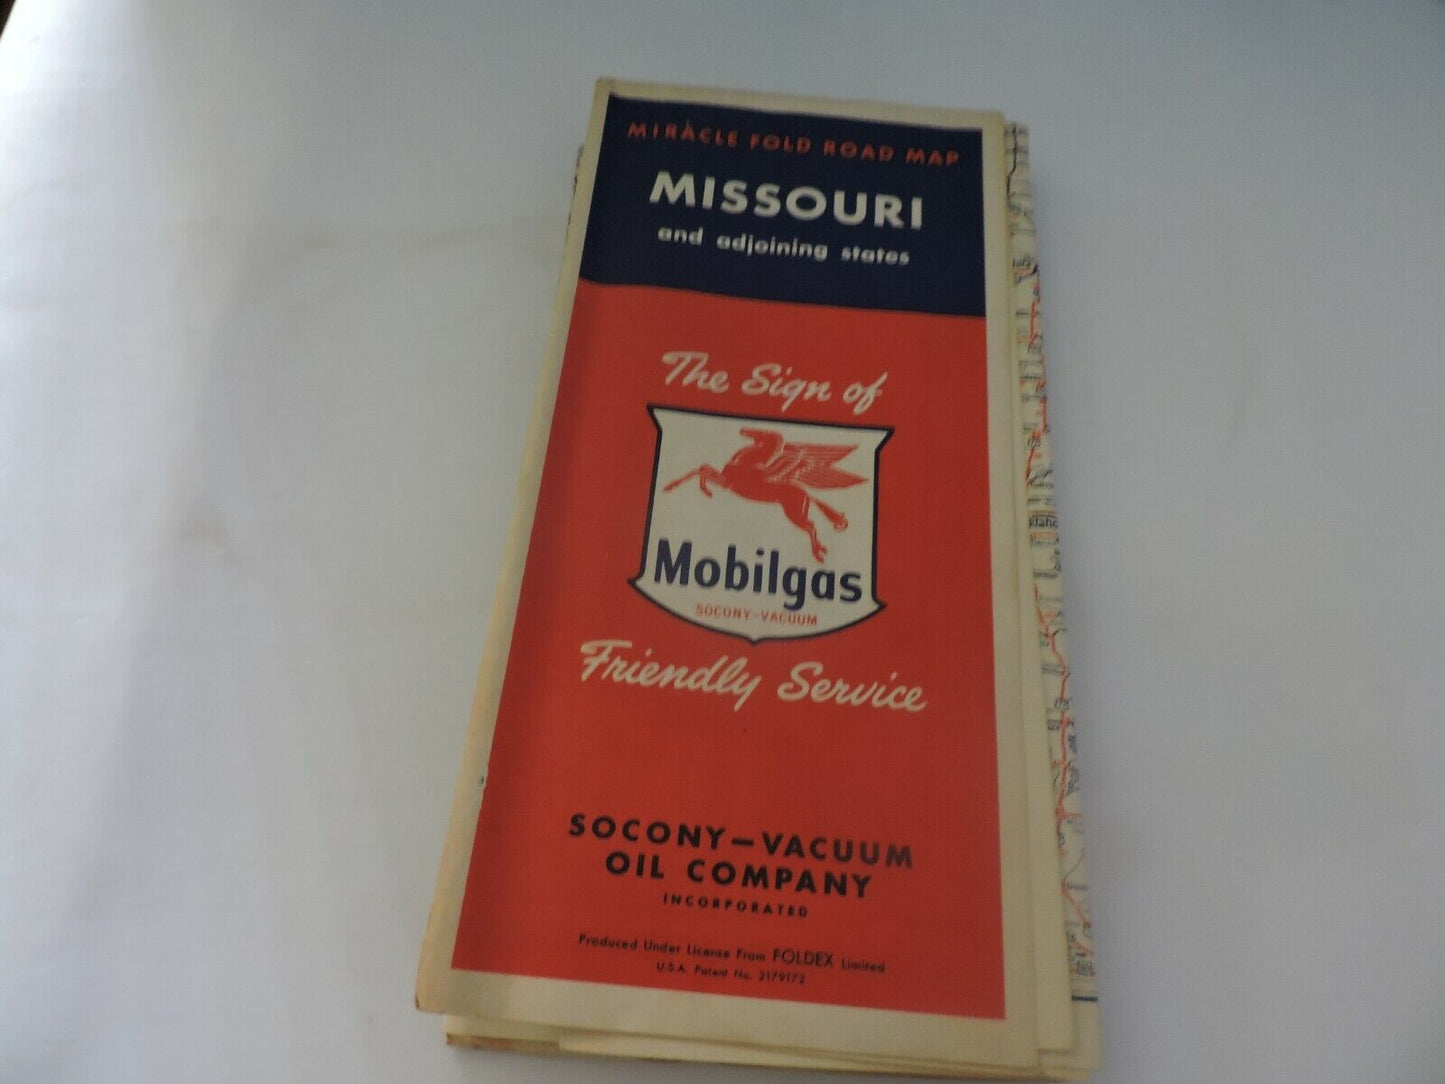 MIRACLE FOLD ROAD MAP
MISSOURI
and adjoining states
The Sign of
Mobilgas
SOCONY-VACUUM
Friendly Service
SOCONY–VACUUM
OIL COMPANY
INCORPORATED
Produced Under License From FOLDEX Limited
U.S.A. Patent No. 2179172